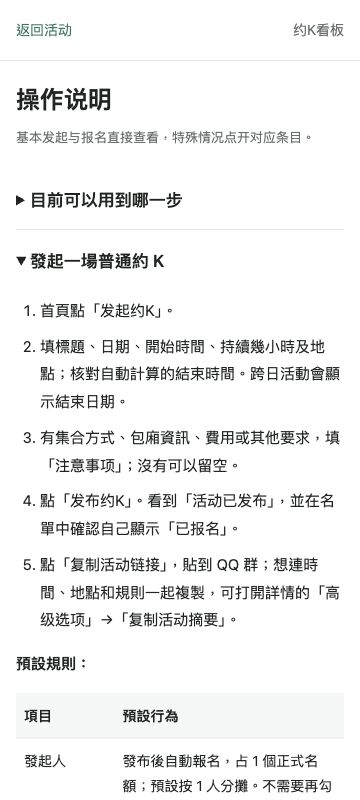 返回活动
约K看板
操作说明
基本发起与报名直接查看，特殊情况点开对应条目。
▶ 目前可以用到哪一步
▼ 發起一場普通約 K
1. 首頁點「发起约K」。
2. 填標題、日期、開始時間、持續幾小時及地
點；核對自動計算的結束時間。跨日活動會顯
示結束日期。
3. 有集合方式、包廂資訊、費用或其他要求，填
「注意事项」；沒有可以留空。
4. 點「发布约K」。看到「活动已发布」，並在名
單中確認自己顯示「已报名」。
5. 點「复制活动链接」，貼到 QQ 群；想連時
間、地點和規則一起複製，可打開詳情的「高
级选项」→「复制活动摘要」。
預設規則：
項目
預設行為
發起人
發布後自動報名，占 1 個正式名
額；預設按 1 人分攤。不需要再勾